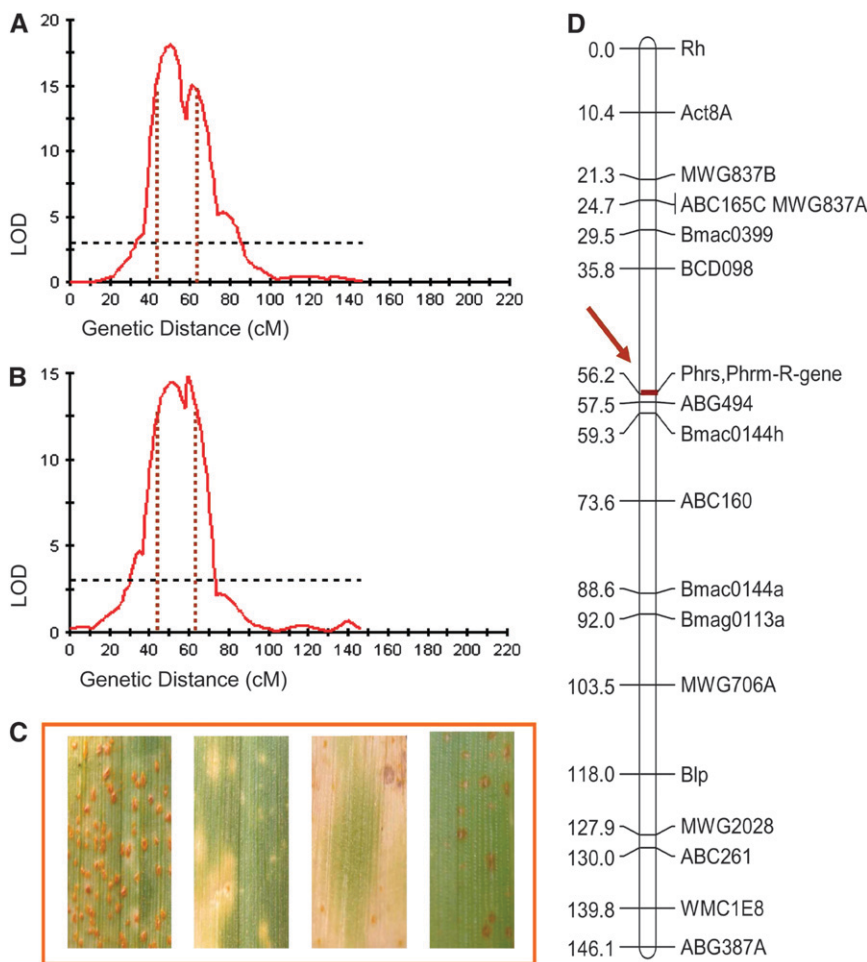 A
20
15
10
5
0
LOD
0 20 40 60 80 100 120 140 160 180 200 220
Genetic Distance (cM)
B
15
10
5
0
LOD
0 20 40 60 80 100 120 140 160 180 200 220
Genetic Distance (cM)
C
D
0.0 Rh
10.4 Act8A
21.3 MWG837B
24.7 ABC165C MWG837A
29.5 Bmac0399
35.8 BCD098
56.2 Phrs,Phrm-R-gene
57.5 ABG494
59.3 Bmac0144h
73.6 ABC160
88.6 Bmac0144a
92.0 Bmag0113a
103.5 MWG706A
118.0 Blp
127.9 MWG2028
130.0 ABC261
139.8 WMC1E8
146.1 ABG387A